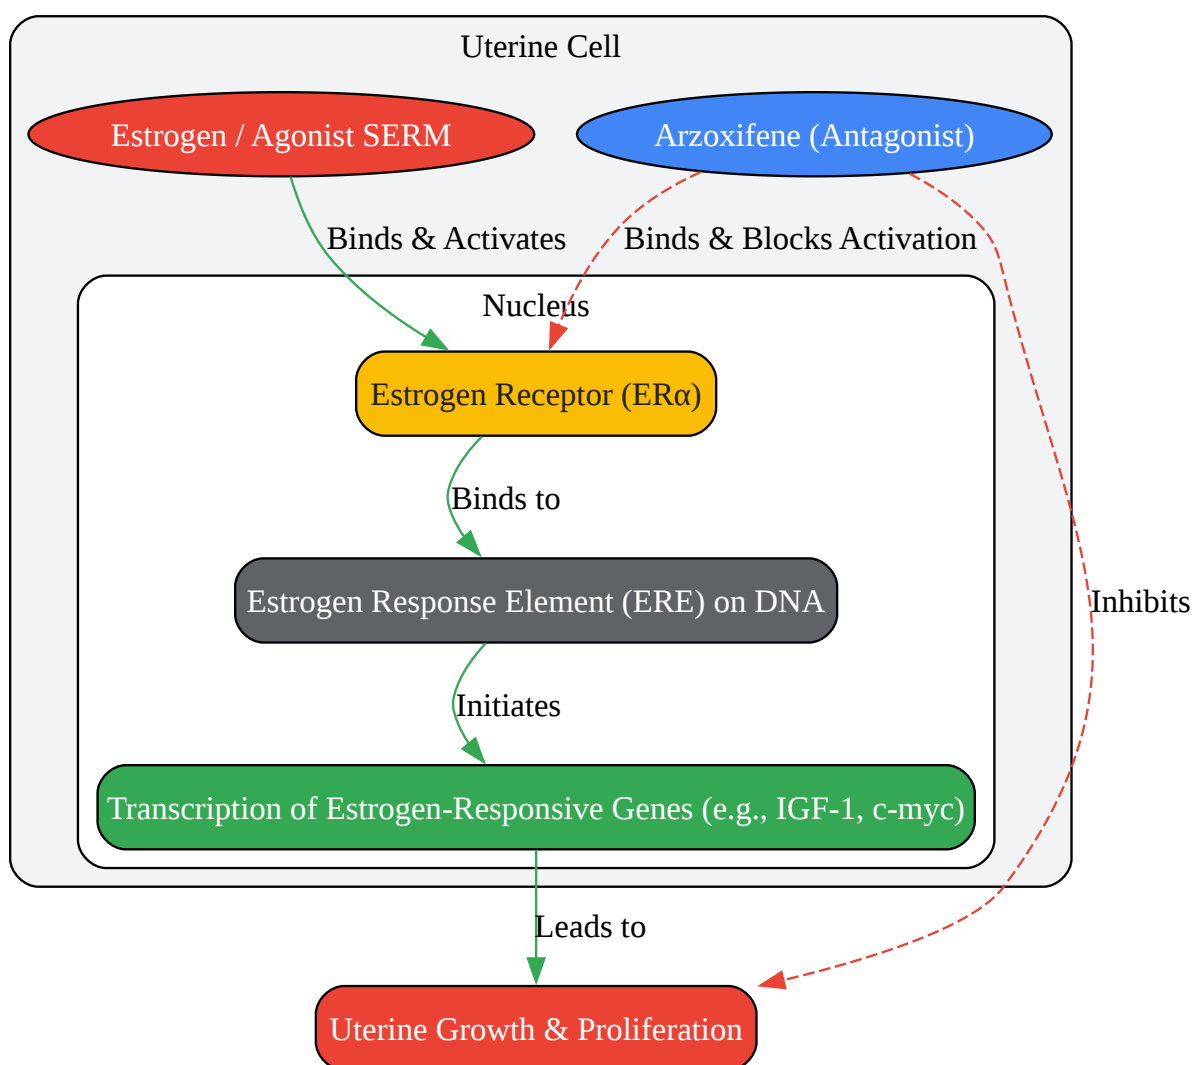 Uterine Cell
Estrogen / Agonist SERM
Arzoxifene (Antagonist)
Binds & Activates
Binds & Blocks Activation
Nucleus
Estrogen Receptor (ERα)
Binds to
Estrogen Response Element (ERE) on DNA
Inhibits
Initiates
Transcription of Estrogen-Responsive Genes (e.g., IGF-1, c-myc)
Leads to
Uterine Growth & Proliferation